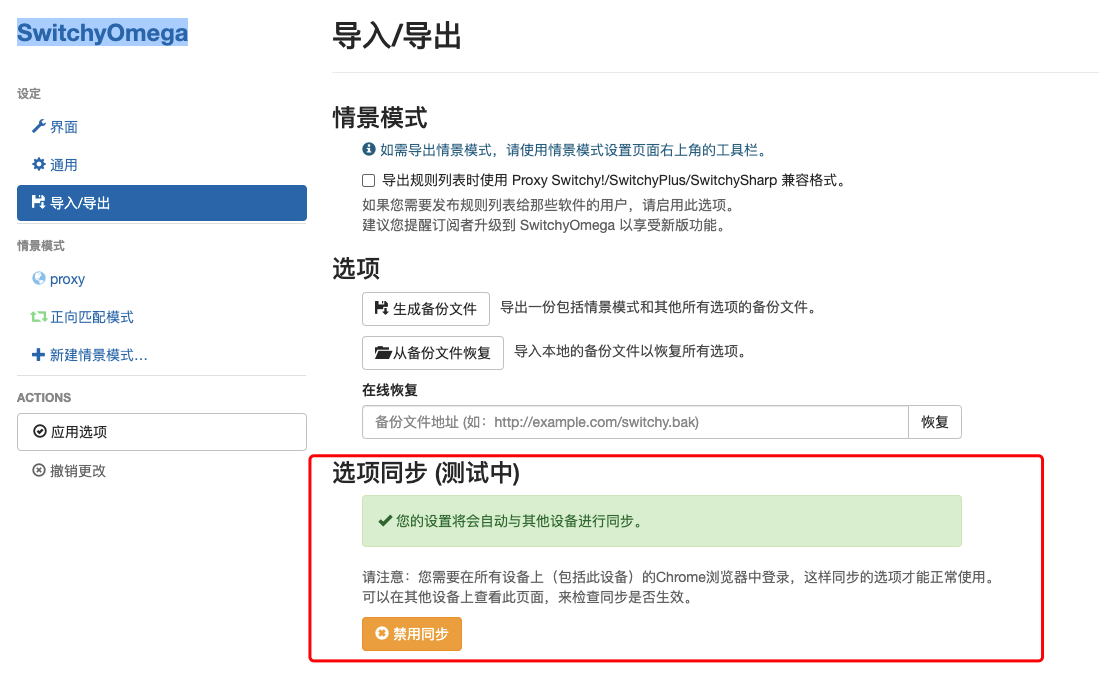 SwitchyOmega
设定
界面
通用
导入/导出
情景模式
proxy
正向匹配模式
新建情景模式...
ACTIONS
应用选项
撤销更改
导入/导出
情景模式
如需导出情景模式，请使用情景模式设置页面右上角的工具栏。
导出规则列表时使用 Proxy Switchy!/SwitchyPlus/SwitchySharp 兼容格式。
如果您需要发布规则列表给那些软件的用户，请启用此选项。
建议您提醒订阅者升级到 SwitchyOmega 以享受新版功能。
选项
生成备份文件 导出一份包括情景模式和其他所有选项的备份文件。
从备份文件恢复 导入本地的备份文件以恢复所有选项。
在线恢复
备份文件地址 (如：http://example.com/switchy.bak) 恢复
选项同步 (测试中)
您的设置将会自动与其他设备进行同步。
请注意：您需要在所有设备上（包括此设备）的Chrome浏览器中登录，这样同步的选项才能正常使用。
可以在其他设备上查看此页面，来检查同步是否生效。
禁用同步